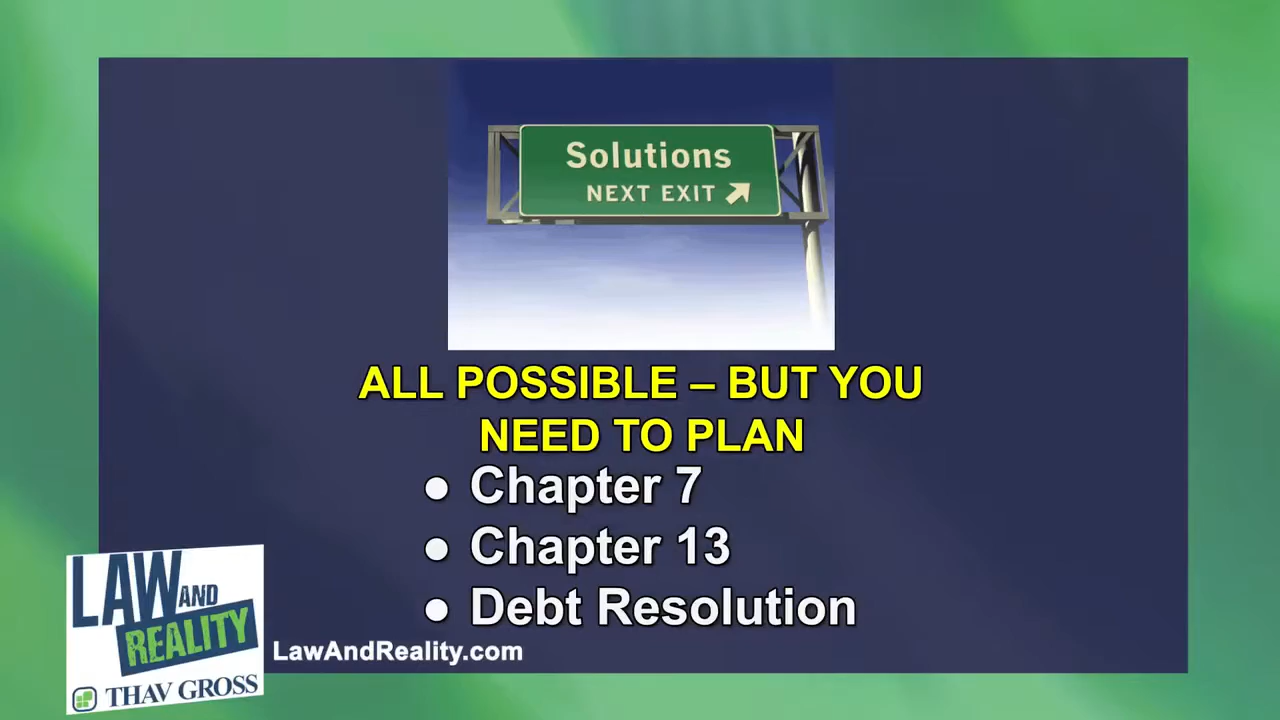 Solutions
NEXT EXIT
ALL POSSIBLE – BUT YOU
NEED TO PLAN
● Chapter 7
● Chapter 13
● Debt Resolution
LAW AND
REALITY
THAV GROSS
LawAndReality.com